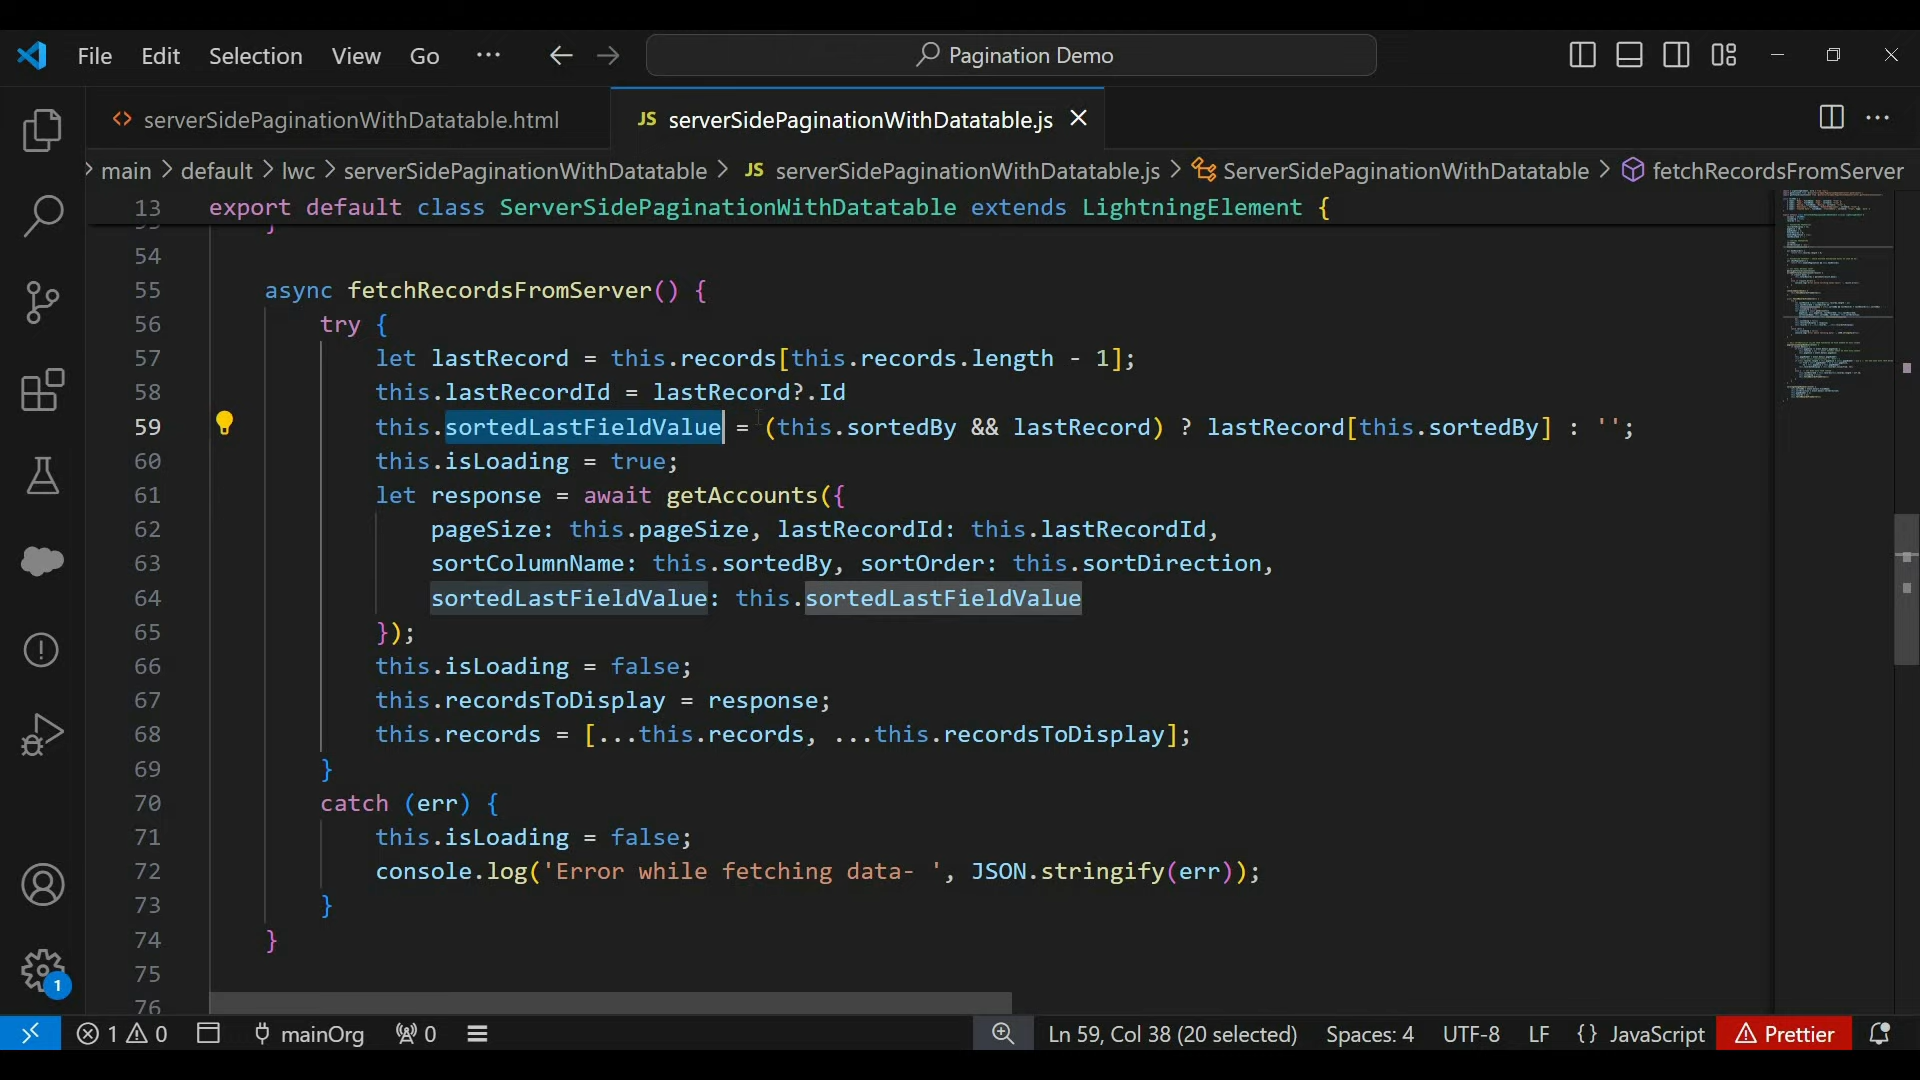 File Edit Selection View Go ··· Pagination Demo
serverSidePaginationWithDatatable.html JS serverSidePaginationWithDatatable.js
main > default > lwc > serverSidePaginationWithDatatable > JS serverSidePaginationWithDatatable.js > ServerSidePaginationWithDatatable > fetchRecordsFromServer
13 export default class ServerSidePaginationWithDatatable extends LightningElement {
54
55 async fetchRecordsFromServer() {
56 try {
57 let lastRecord = this.records[this.records.length - 1];
58 this.lastRecordId = lastRecord?.Id
59 this.sortedLastFieldValue = (this.sortedBy && lastRecord) ? lastRecord[this.sortedBy] : '';
60 this.isLoading = true;
61 let response = await getAccounts({
62 pageSize: this.pageSize, lastRecordId: this.lastRecordId,
63 sortColumnName: this.sortedBy, sortOrder: this.sortDirection,
64 sortedLastFieldValue: this.sortedLastFieldValue
65 });
66 this.isLoading = false;
67 this.recordsToDisplay = response;
68 this.records = [...this.records, ...this.recordsToDisplay];
69 }
70 catch (err) {
71 this.isLoading = false;
72 console.log('Error while fetching data- ', JSON.stringify(err));
73 }
74 }
75
76
1
1 0 mainOrg 0 Ln 59, Col 38 (20 selected) Spaces: 4 UTF-8 LF {} JavaScript Prettier